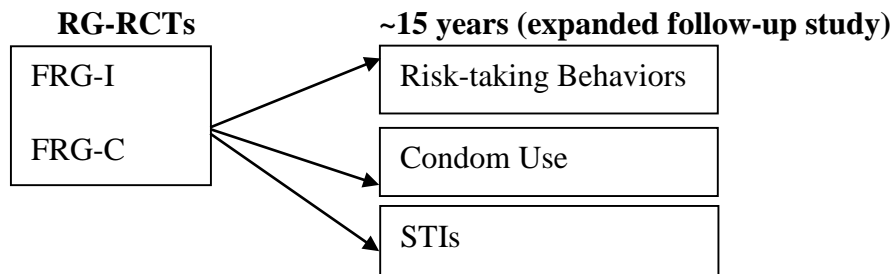 RG-RCTs
~15 years (expanded follow-up study)
FRG-I
FRG-C
Risk-taking Behaviors
Condom Use
STIs